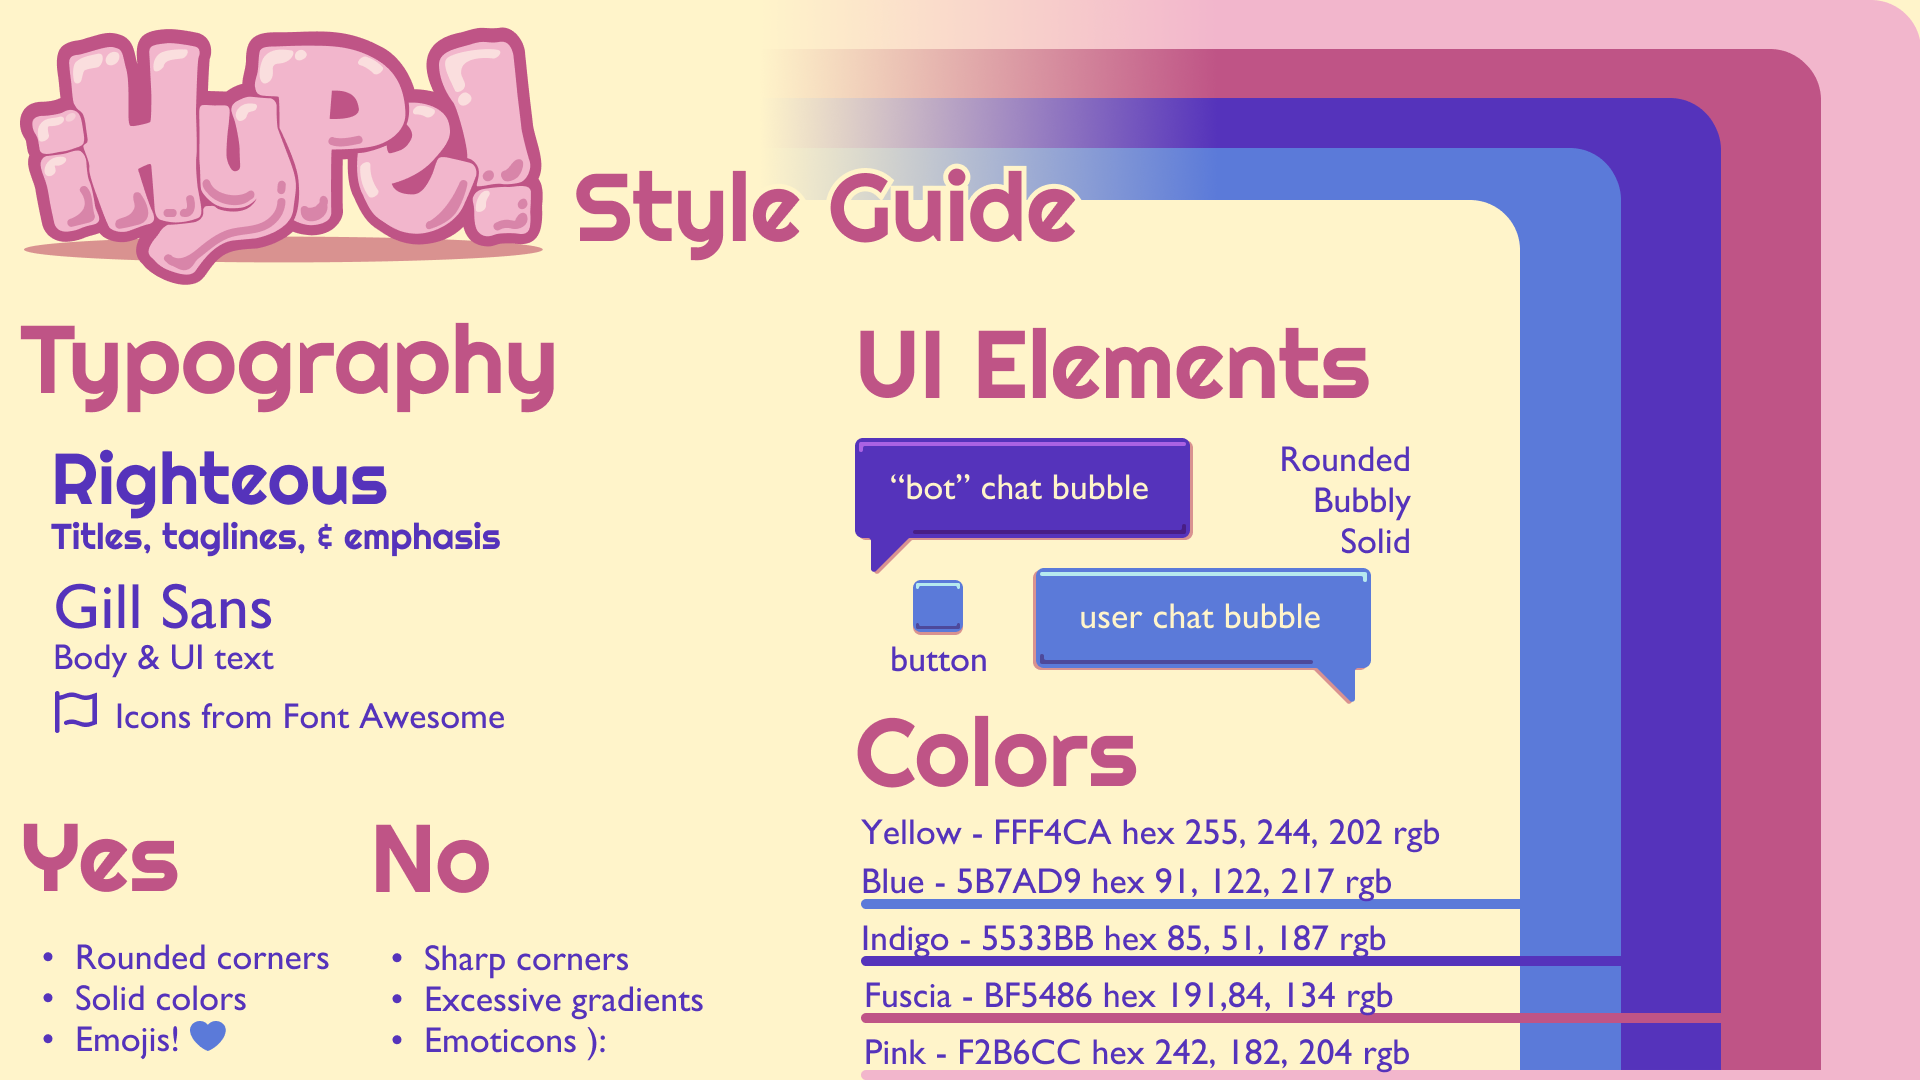 iHype!
Style Guide
Typography
Righteous
Titles, taglines, & emphasis
Gill Sans
Body & UI text
Icons from Font Awesome
Yes
• Rounded corners
• Solid colors
• Emojis!
No
• Sharp corners
• Excessive gradients
• Emoticons ):
UI Elements
“bot” chat bubble
Rounded
Bubbly
Solid
button
user chat bubble
Colors
Yellow - FFF4CA hex 255, 244, 202 rgb
Blue - 5B7AD9 hex 91, 122, 217 rgb
Indigo - 5533BB hex 85, 51, 187 rgb
Fuscia - BF5486 hex 191,84, 134 rgb
Pink - F2B6CC hex 242, 182, 204 rgb